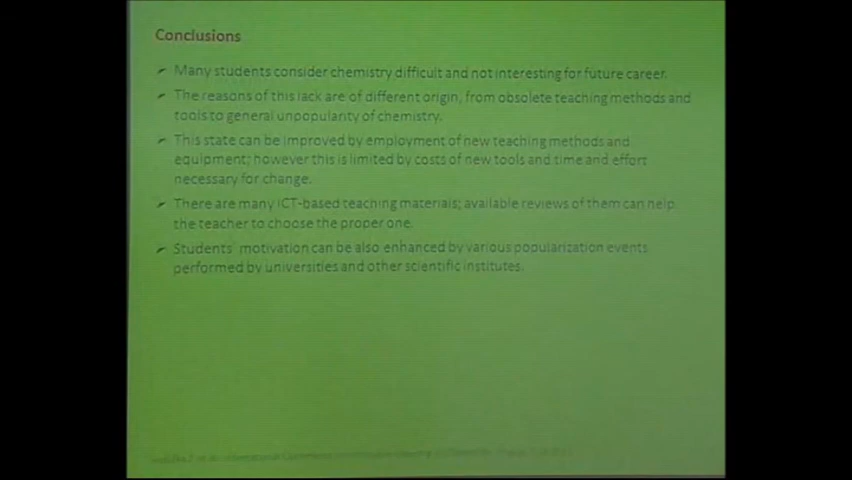 Conclusions
Many students consider chemistry difficult and not interesting for future career.
The reasons of this lack are of different origin, from obsolete teaching methods and
tools to general unpopularity of chemistry.
This state can be improved by employment of new teaching methods and
equipment; however this is limited by costs of new tools and time and effort
necessary for change.
There are many ICT-based teaching materials; available reviews of them can help
the teacher to choose the proper one.
Students' motivation can be also enhanced by various popularization events
performed by universities and other scientific institutes.